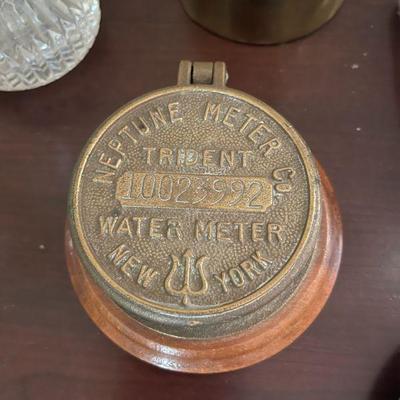 NEPTUNE METER CO
TRIDENT
10023992
WATER METER
NEW YORK